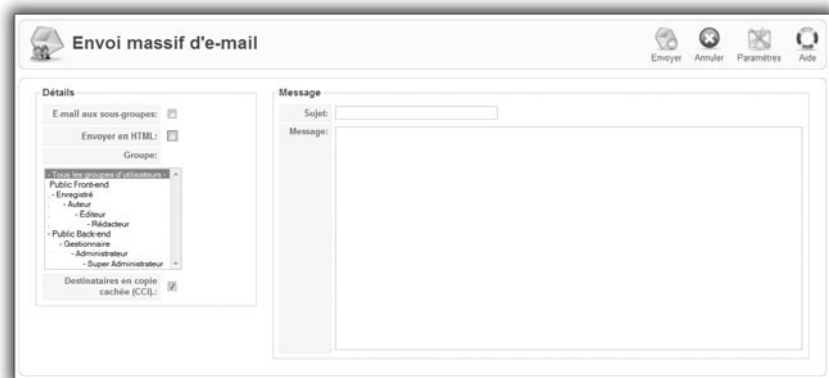 Envoi massif d'e-mail
Envoyer Annuler Paramètres Aide
Détails
E-mail aux sous-groupes:
Envoyer en HTML:
Groupe:
- Tous les groupes d'utilisateurs -
Public Front-end
. - Enregistré
. - Auteur
. - Éditeur
. - Rédacteur
- Public Back-end
- Gestionnaire
- Administrateur
- Super Administrateur
Destinataires en copie
cachée (CCi).:
Message
Sujet:
Message: